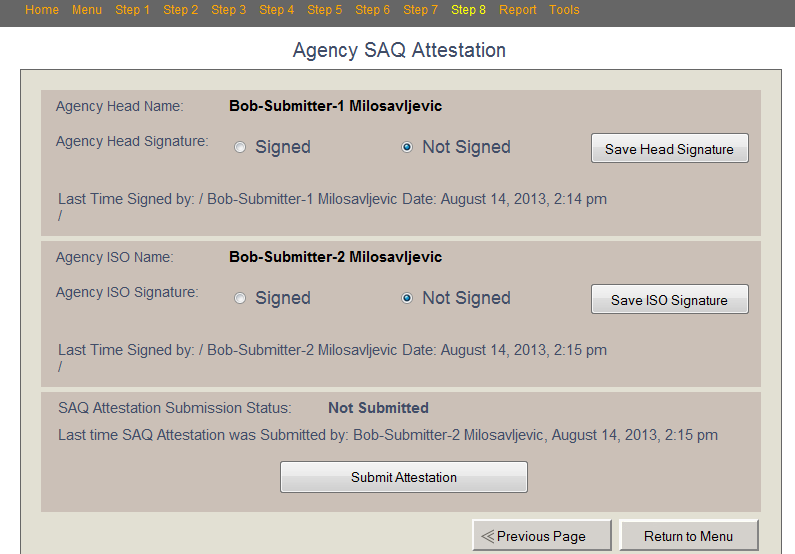 Home Menu Step 1 Step 2 Step 3 Step 4 Step 5 Step 6 Step 7 Step 8 Report Tools
Agency SAQ Attestation
Agency Head Name: Bob-Submitter-1 Milosavljevic
Agency Head Signature: Signed Not Signed Save Head Signature
Last Time Signed by: / Bob-Submitter-1 Milosavljevic Date: August 14, 2013, 2:14 pm
/
Agency ISO Name: Bob-Submitter-2 Milosavljevic
Agency ISO Signature: Signed Not Signed Save ISO Signature
Last Time Signed by: / Bob-Submitter-2 Milosavljevic Date: August 14, 2013, 2:15 pm
/
SAQ Attestation Submission Status: Not Submitted
Last time SAQ Attestation was Submitted by: Bob-Submitter-2 Milosavljevic, August 14, 2013, 2:15 pm
Submit Attestation
Previous Page Return to Menu